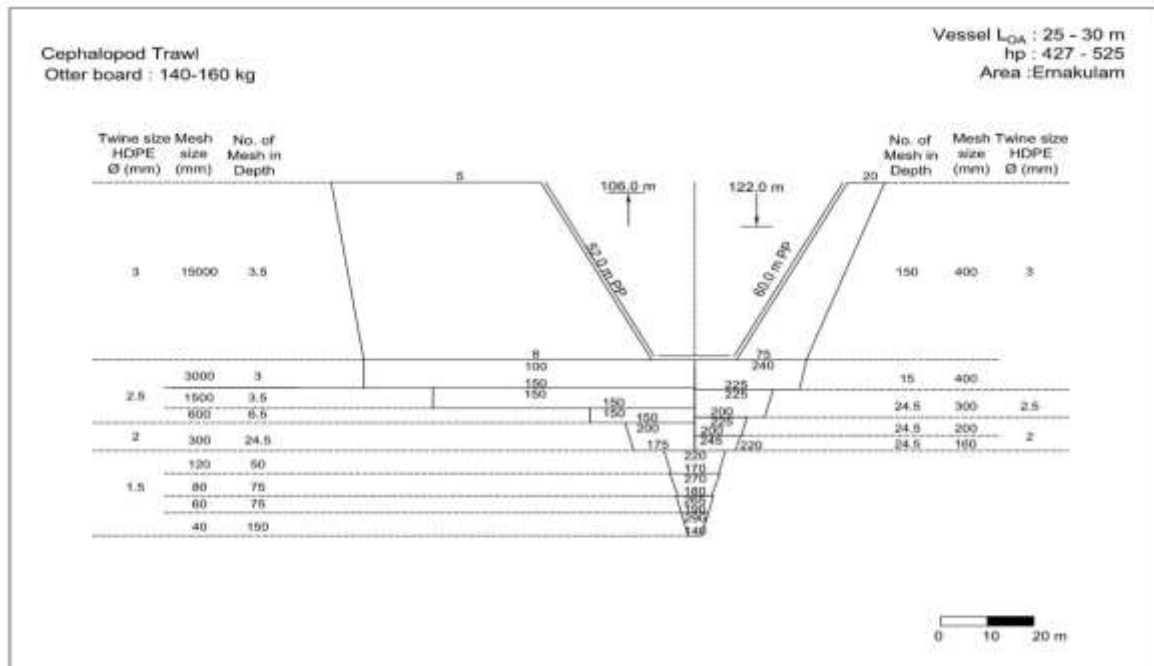 Cephalopod Trawl
Otter board : 140-160 kg
Vessel LOA : 25 - 30 m
hp : 427 - 525
Area :Ernakulam
Twine size Mesh No. of
HDPE size Mesh in
Ø (mm) (mm) Depth
No. of Mesh Twine size
Mesh in size HDPE
Depth (mm) Ø (mm)
5 106.0 m 122.0 m 20
52.0 m PP 60.0 m PP
3 15000 3.5 150 400 3
8 75
100 240
3000 3 15 400
150 225
2.5 1500 3.5 150 225 24.5 300 2.5
150 200
600 6.5 150 225
150 200 24.5 200
2 300 24.5 200 245 24.5 160 2
175 220
220
120 50 170
270
1.5 80 75 180
60 75 190
290
40 150 140
0 10 20 m